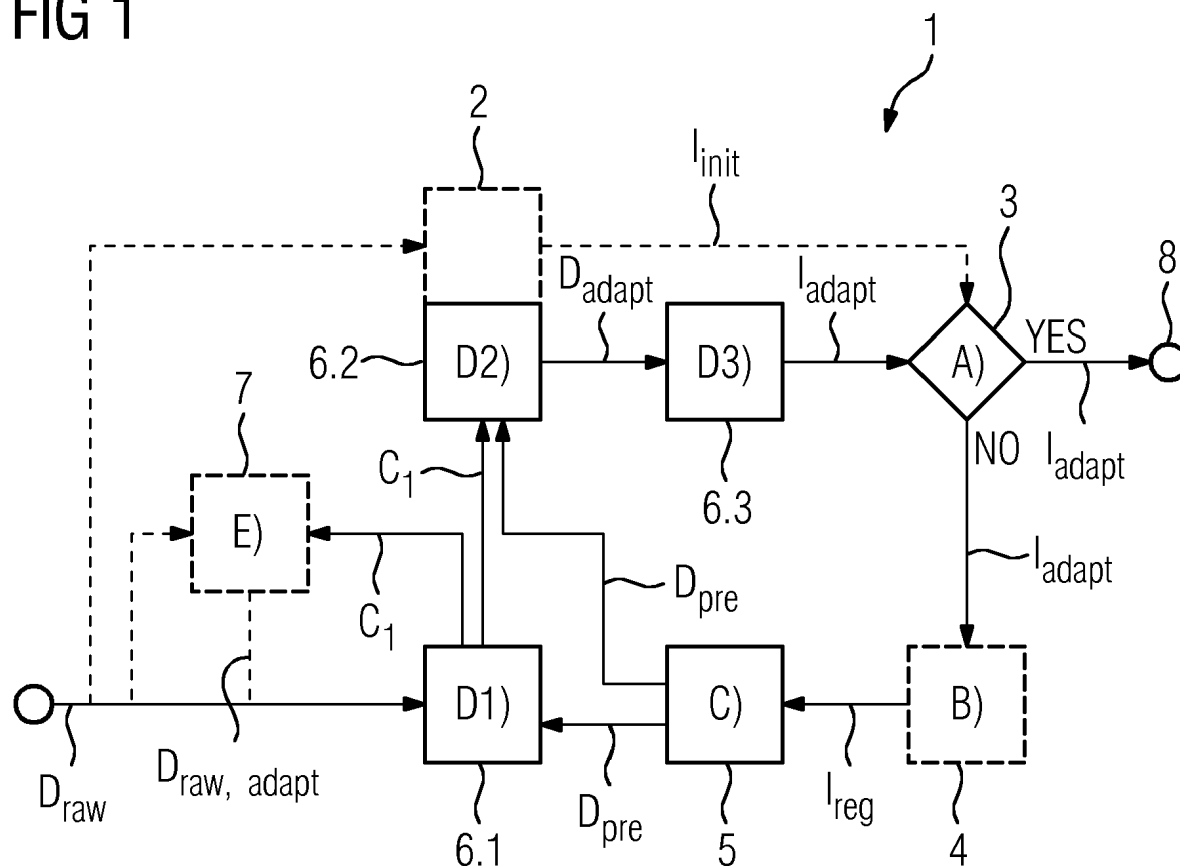 FIG 1
1
2
I_init
3
8
D_adapt
I_adapt
YES
6.2
D2)
D3)
A)
7
C_1
NO
I_adapt
6.3
E)
I_adapt
D_pre
C_1
D1)
C)
B)
D_raw
D_raw, adapt
D_pre
I_reg
6.1
5
4